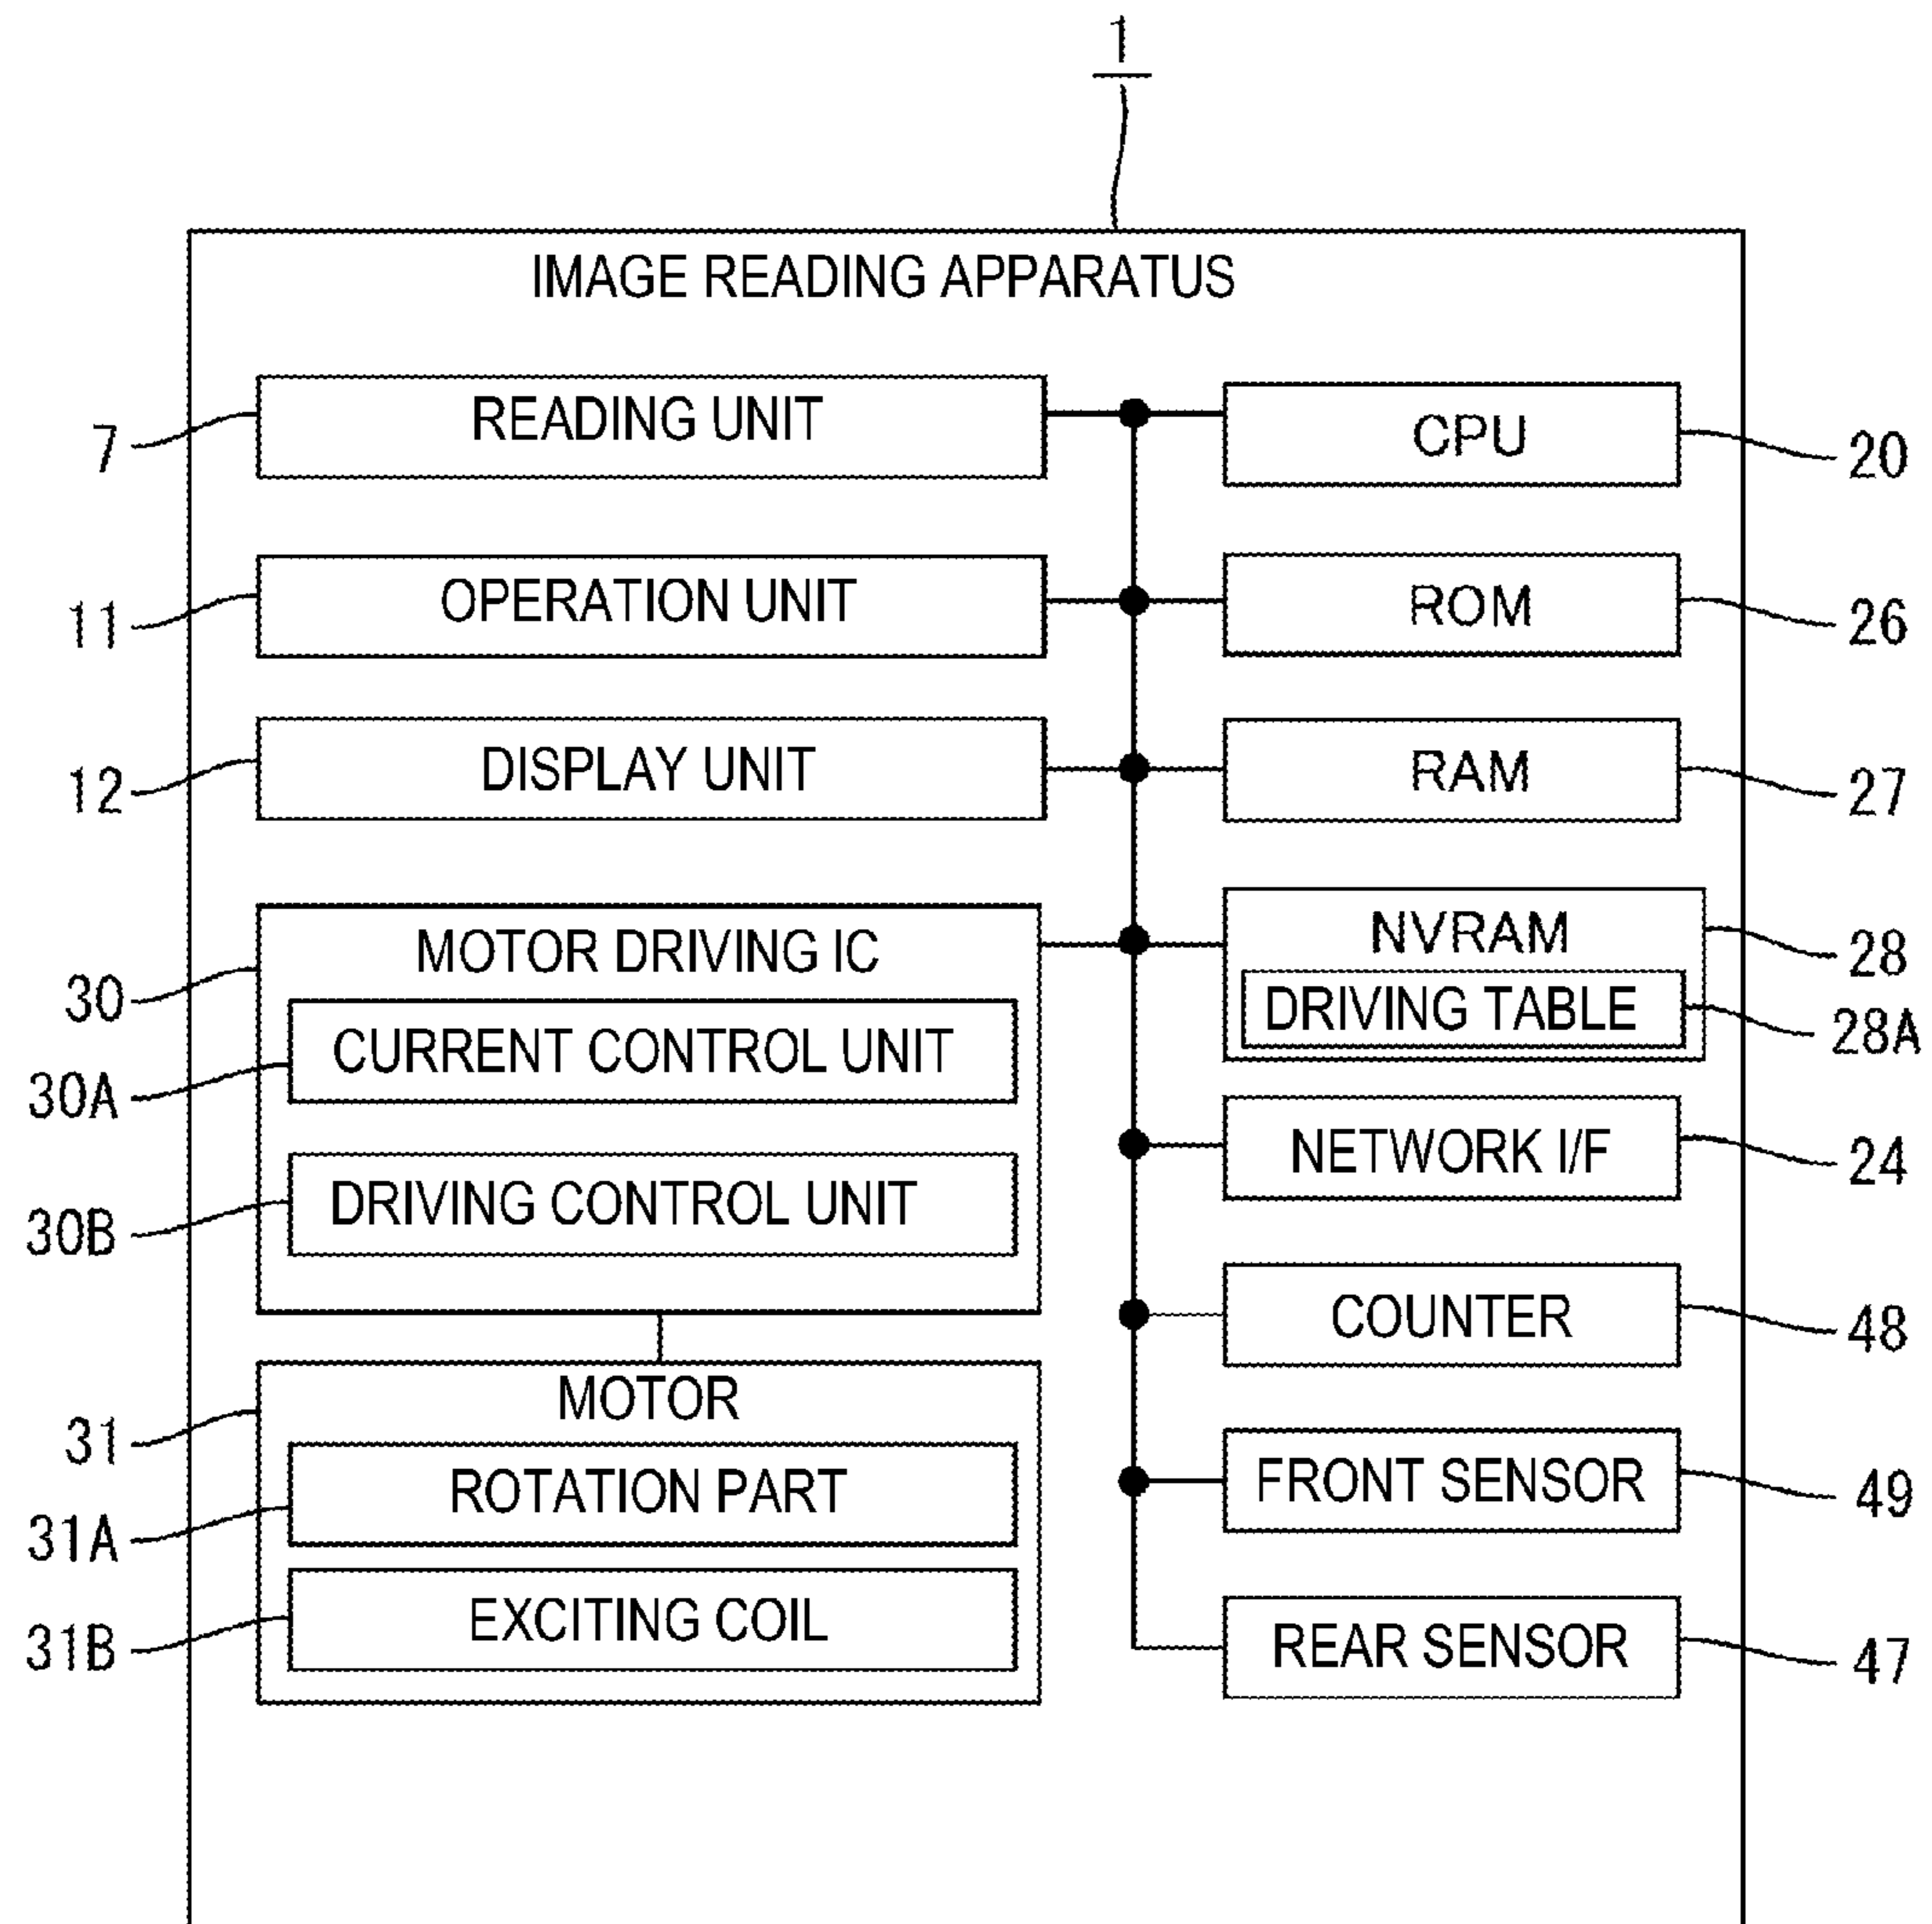 1
IMAGE READING APPARATUS
7
READING UNIT
CPU
20
11
OPERATION UNIT
ROM
26
12
DISPLAY UNIT
RAM
27
30
MOTOR DRIVING IC
30A
CURRENT CONTROL UNIT
30B
DRIVING CONTROL UNIT
NVRAM
28
DRIVING TABLE
28A
NETWORK I/F
24
COUNTER
48
31
MOTOR
31A
ROTATION PART
31B
EXCITING COIL
FRONT SENSOR
49
REAR SENSOR
47